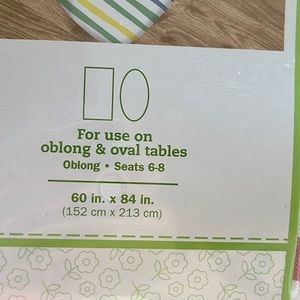 For use on
oblong & oval tables
Oblong • Seats 6-8
60 in. x 84 in.
(152 cm x 213 cm)